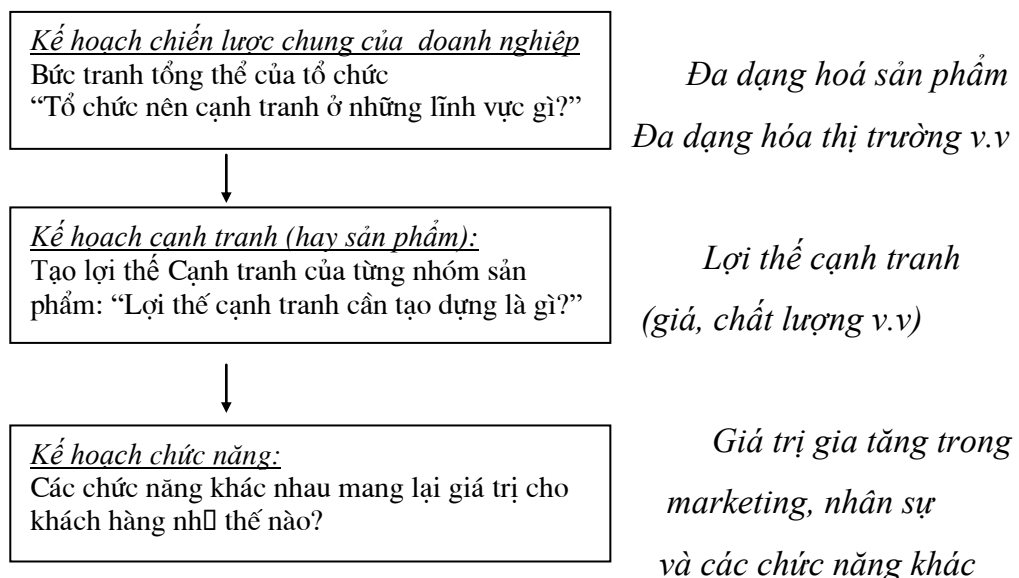 Kế hoạch chiến lược chung của doanh nghiệp
Bức tranh tổng thể của tổ chức
“Tổ chức nên cạnh tranh ở những lĩnh vực gì?”
Đa dạng hoá sản phẩm
Đa dạng hóa thị trường v.v
Kế hoạch cạnh tranh (hay sản phẩm):
Tạo lợi thế Cạnh tranh của từng nhóm sản
phẩm: “Lợi thế cạnh tranh cần tạo dựng là gì?”
Lợi thế cạnh tranh
(giá, chất lượng v.v)
Kế hoạch chức năng:
Các chức năng khác nhau mang lại giá trị cho
khách hàng nh� thế nào?
Giá trị gia tăng trong
marketing, nhân sự
và các chức năng khác